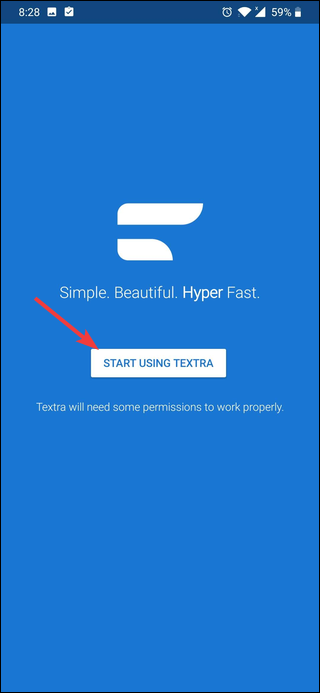 8:28 59%
Simple. Beautiful. Hyper Fast.
START USING TEXTRA
Textra will need some permissions to work properly.